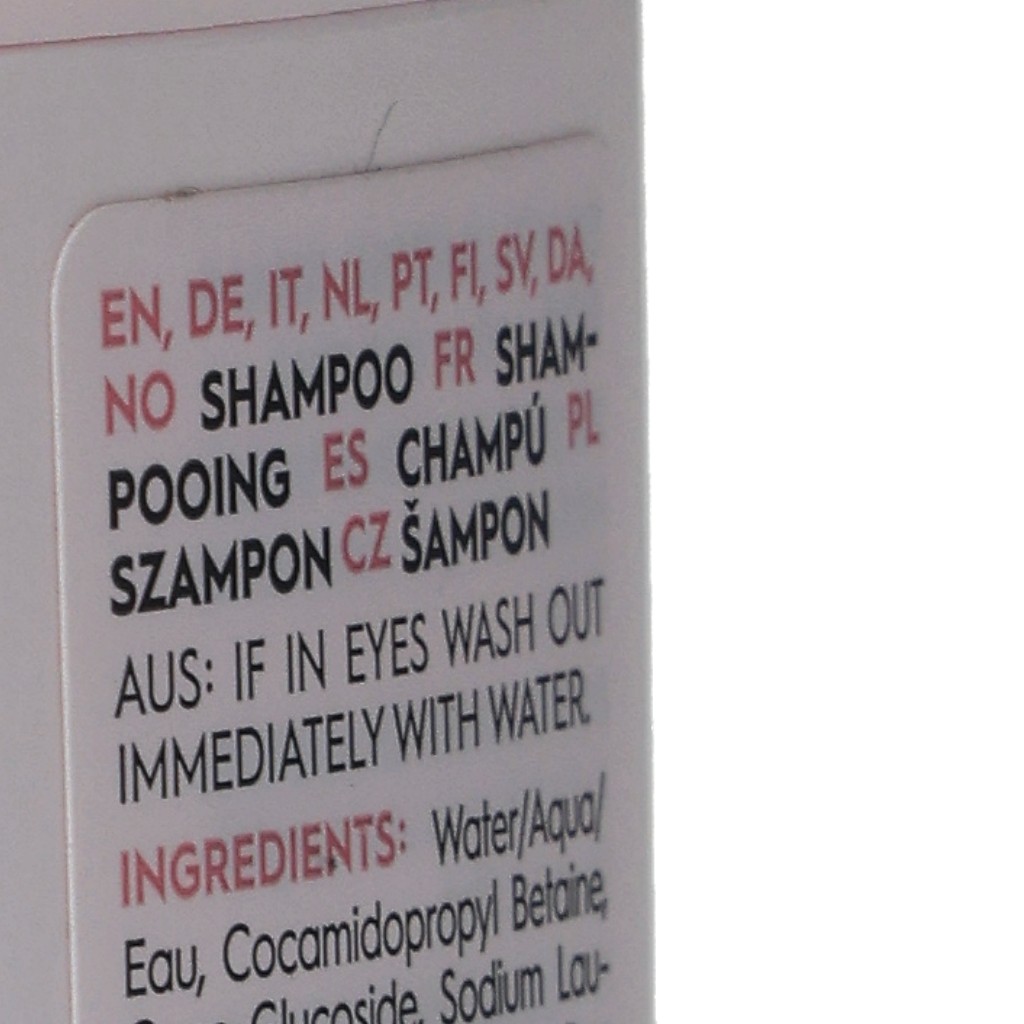 EN, DE, IT, NL, PT, FI, SV, DA,
NO SHAMPOO FR SHAM-
POOING ES CHAMPÚ PL
SZAMPON CZ ŠAMPON
AUS: IF IN EYES WASH OUT
IMMEDIATELY WITH WATER.
INGREDIENTS: Water/Aqua/
Eau, Cocamidopropyl Betaine,
Glucoside, Sodium Lau-